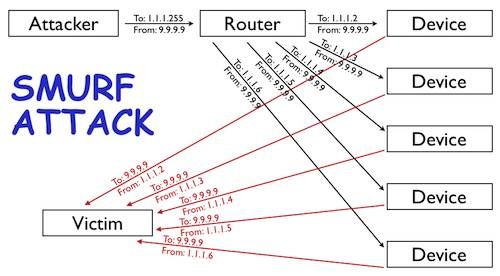 Attacker
To: 1.1.1.255
From: 9.9.9.9
Router
To: 1.1.1.2
From: 9.9.9.9
Device
To: 1.1.1.3
From: 9.9.9.9
Device
To: 1.1.1.4
From: 9.9.9.9
Device
To: 1.1.1.5
From: 9.9.9.9
Device
To: 1.1.1.6
From: 9.9.9.9
Device
SMURF
ATTACK
To: 9.9.9.9
From: 1.1.1.2
To: 9.9.9.9
From: 1.1.1.3
To: 9.9.9.9
From: 1.1.1.4
To: 9.9.9.9
From: 1.1.1.5
To: 9.9.9.9
From: 1.1.1.6
Victim